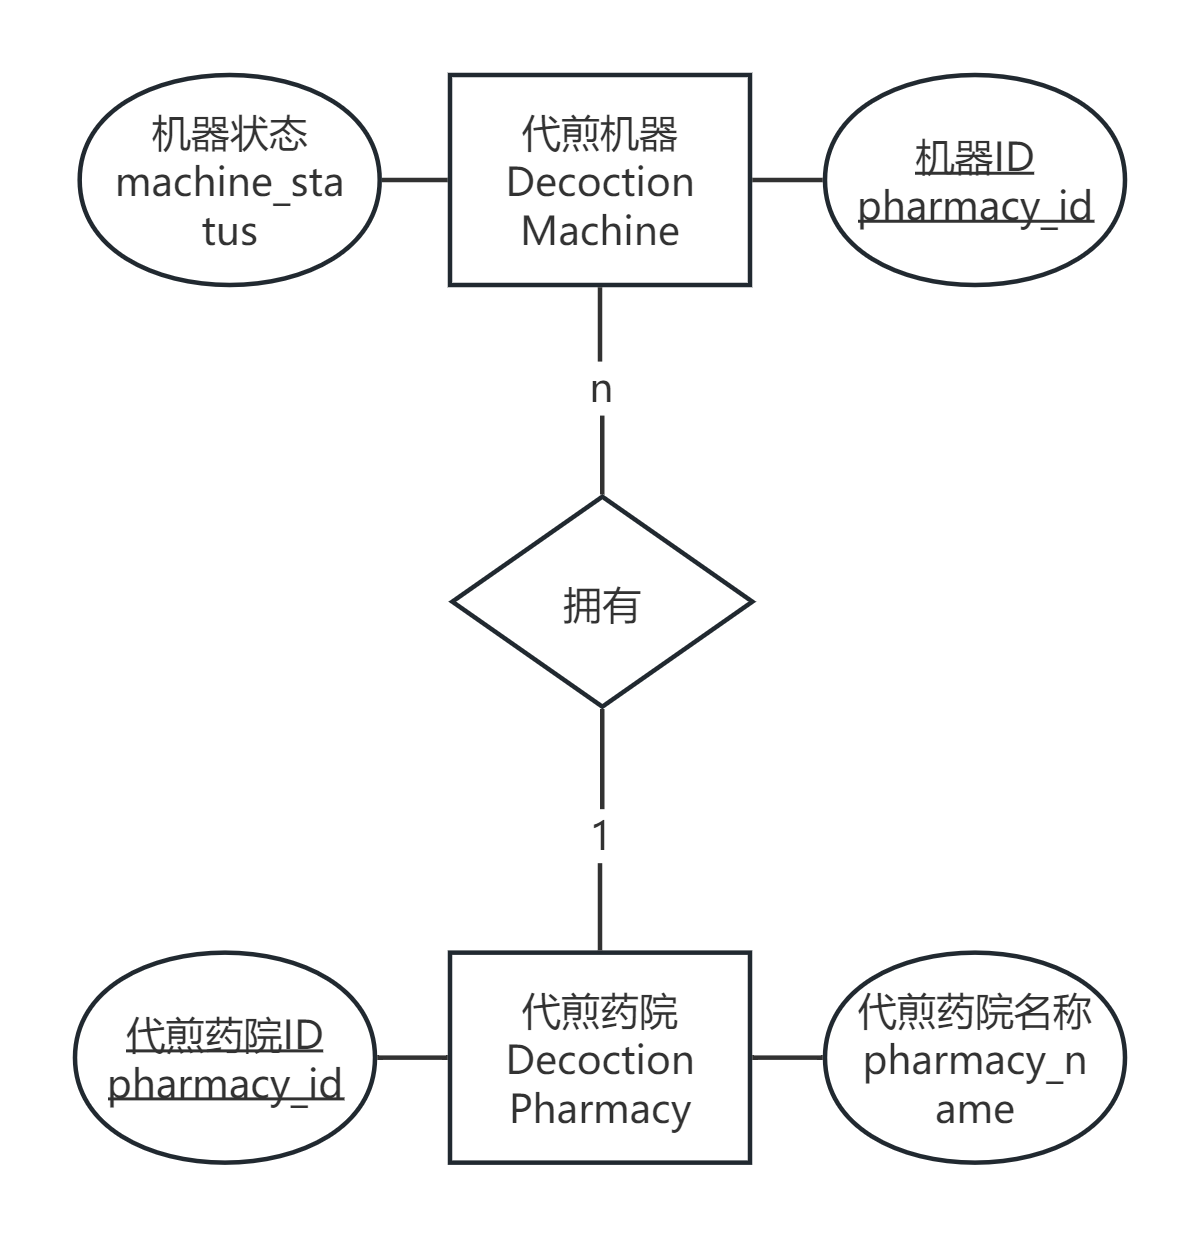 机器状态
machine_sta
tus
代煎机器
Decoction
Machine
机器ID
pharmacy_id
n
拥有
1
代煎药院ID
pharmacy_id
代煎药院
Decoction
Pharmacy
代煎药院名称
pharmacy_n
ame